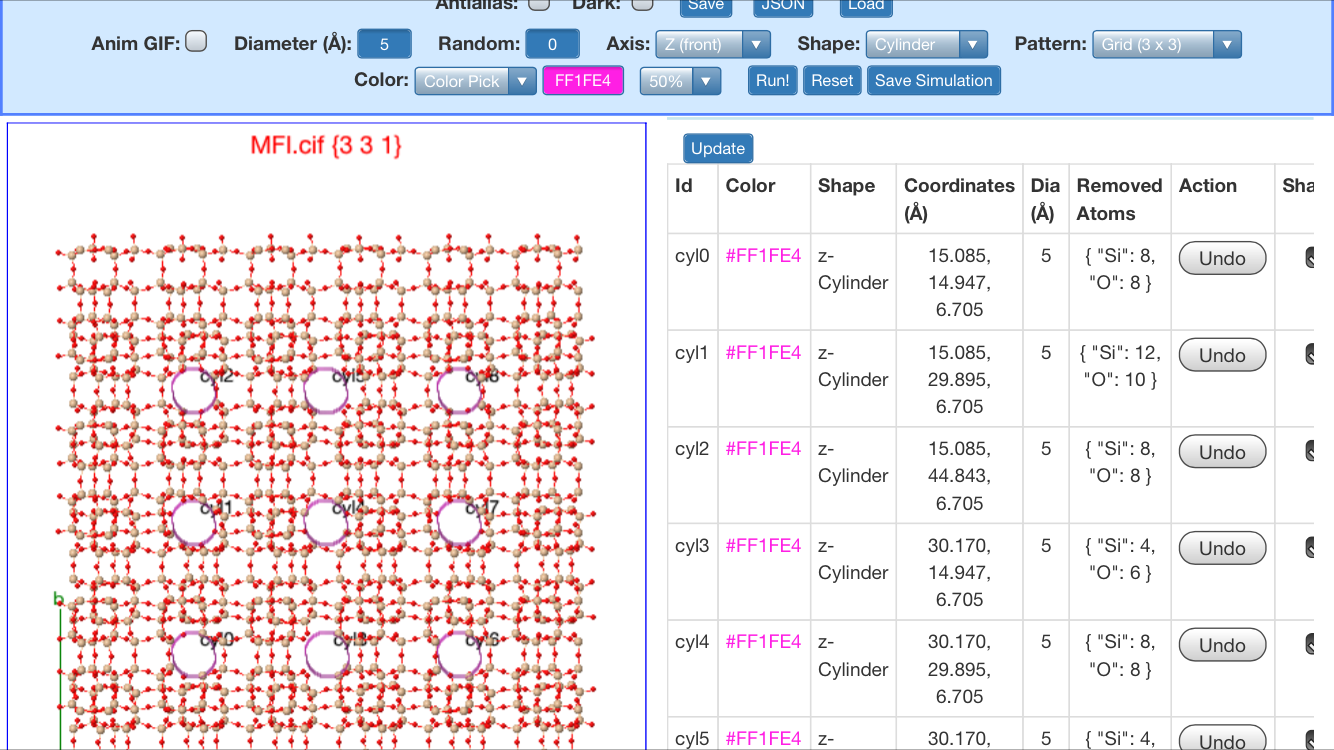 Antialias: Dark: Save JSON Load
Anim GIF: Diameter (Å): 5 Random: 0 Axis: Z (front) Shape: Cylinder Pattern: Grid (3 x 3)
Color: Color Pick FF1FE4 50% Run! Reset Save Simulation
MFI.cif {3 3 1}
cyl2 cyl5 cyl8
cyl1 cyl4 cyl7
b
cyl0 cyl3 cyl6
Update
Id Color Shape Coordinates (Å) Dia (Å) Removed Atoms Action Sha
cyl0 #FF1FE4 z- 15.085, 5 { "Si": 8, Undo
Cylinder 14.947, "O": 8 }
6.705
cyl1 #FF1FE4 z- 15.085, 5 { "Si": 12, Undo
Cylinder 29.895, "O": 10 }
6.705
cyl2 #FF1FE4 z- 15.085, 5 { "Si": 8, Undo
Cylinder 44.843, "O": 8 }
6.705
cyl3 #FF1FE4 z- 30.170, 5 { "Si": 4, Undo
Cylinder 14.947, "O": 6 }
6.705
cyl4 #FF1FE4 z- 30.170, 5 { "Si": 8, Undo
Cylinder 29.895, "O": 8 }
6.705
cyl5 #FF1FE4 z- 30.170, 5 { "Si": 4, Undo